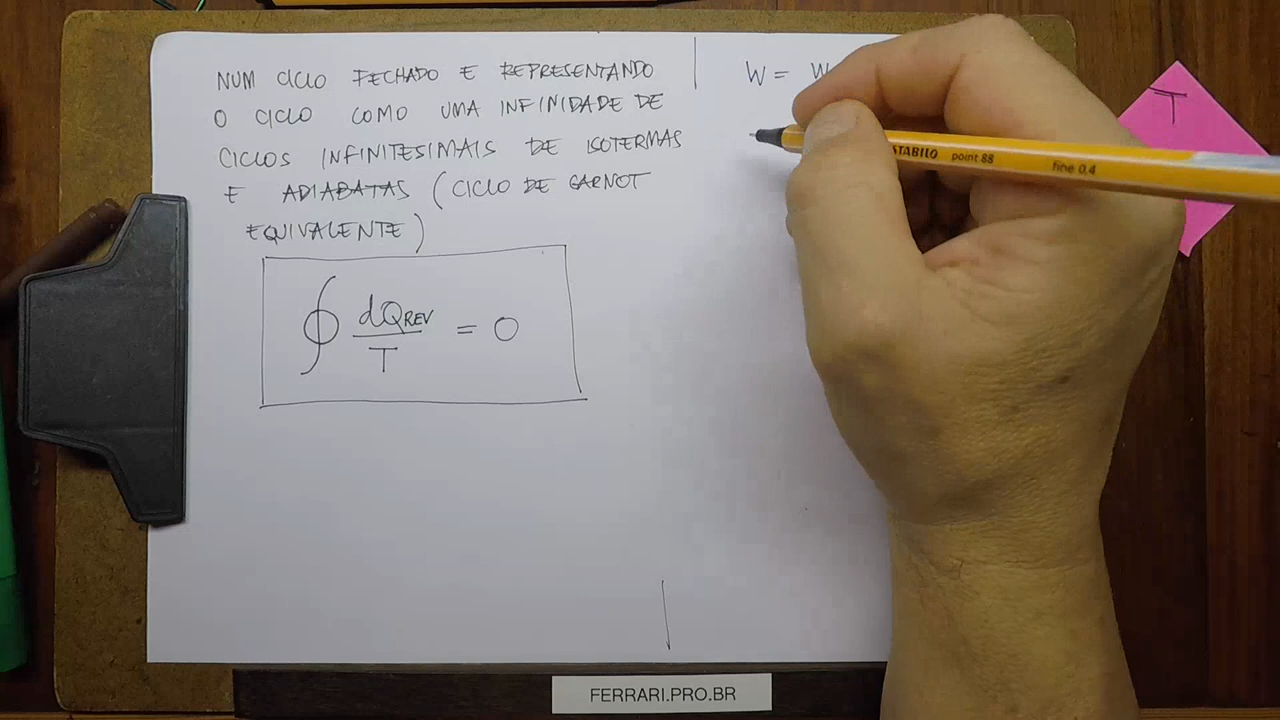 NUM CICLO FECHADO E REPRESENTANDO
O CICLO COMO UMA INFINIDADE DE
CICLOS INFINITESIMAIS DE ISOTERMAS
E ADIABATAS (CICLO DE CARNOT
EQUIVALENTE)
∮ dQREV/T = 0
W = W
T
STABILO point 88 fine 0.4
FERRARI.PRO.BR